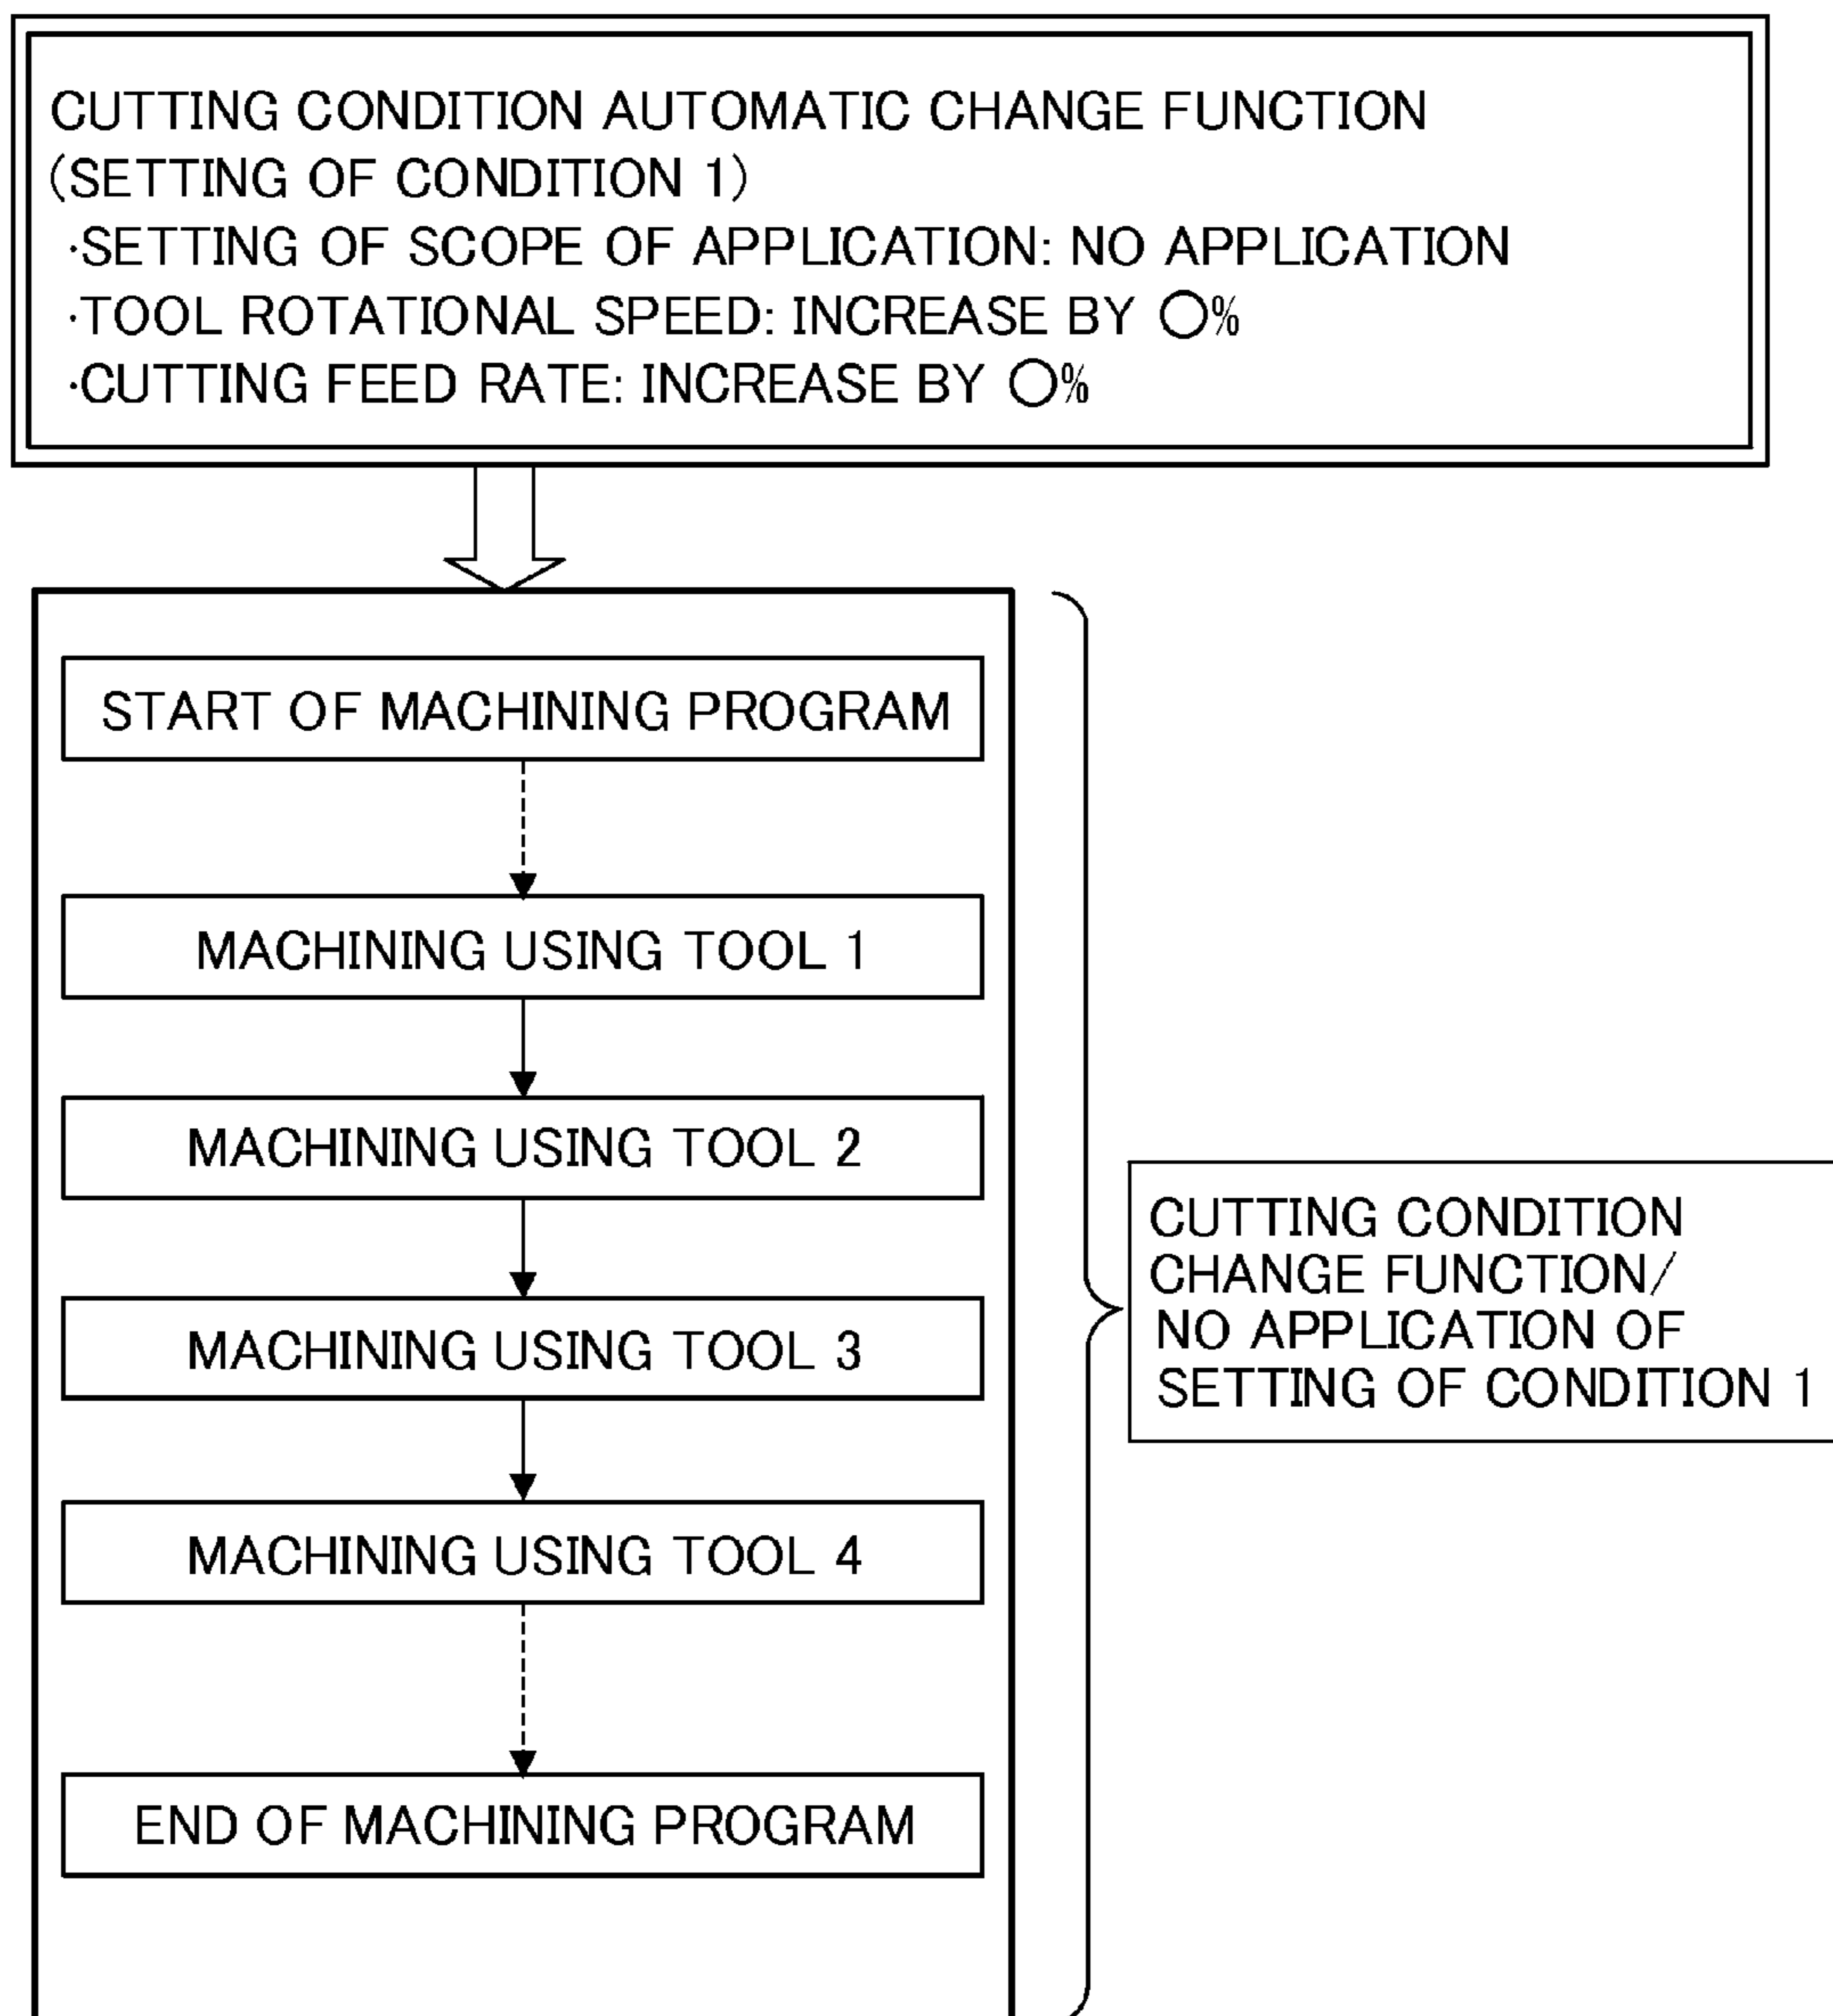 CUTTING CONDITION AUTOMATIC CHANGE FUNCTION
(SETTING OF CONDITION 1)
·SETTING OF SCOPE OF APPLICATION: NO APPLICATION
·TOOL ROTATIONAL SPEED: INCREASE BY ○%
·CUTTING FEED RATE: INCREASE BY ○%
START OF MACHINING PROGRAM
MACHINING USING TOOL 1
MACHINING USING TOOL 2
MACHINING USING TOOL 3
MACHINING USING TOOL 4
END OF MACHINING PROGRAM
CUTTING CONDITION
CHANGE FUNCTION/
NO APPLICATION OF
SETTING OF CONDITION 1